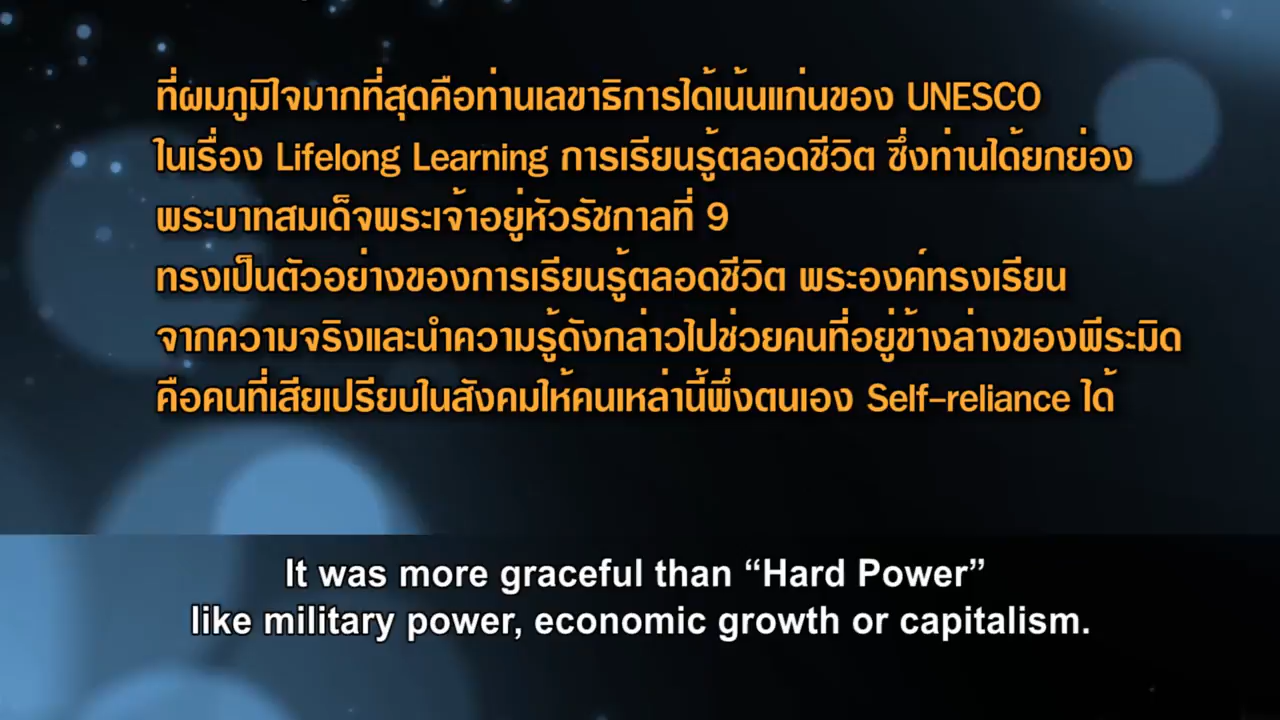 ที่ผมภูมิใจมากที่สุดคือท่านเลขาธิการได้เน้นแก่นของ UNESCO
ในเรื่อง Lifelong Learning การเรียนรู้ตลอดชีวิต ซึ่งท่านได้ยกย่อง
พระบาทสมเด็จพระเจ้าอยู่หัวรัชกาลที่ 9
ทรงเป็นตัวอย่างของการเรียนรู้ตลอดชีวิต พระองค์ทรงเรียน
จากความจริงและนำความรู้ดังกล่าวไปช่วยคนที่อยู่ข้างล่างของพีระมิด
คือคนที่เสียเปรียบในสังคมให้คนเหล่านี้พึ่งตนเอง Self-reliance ได้
It was more graceful than “Hard Power”
like military power, economic growth or capitalism.